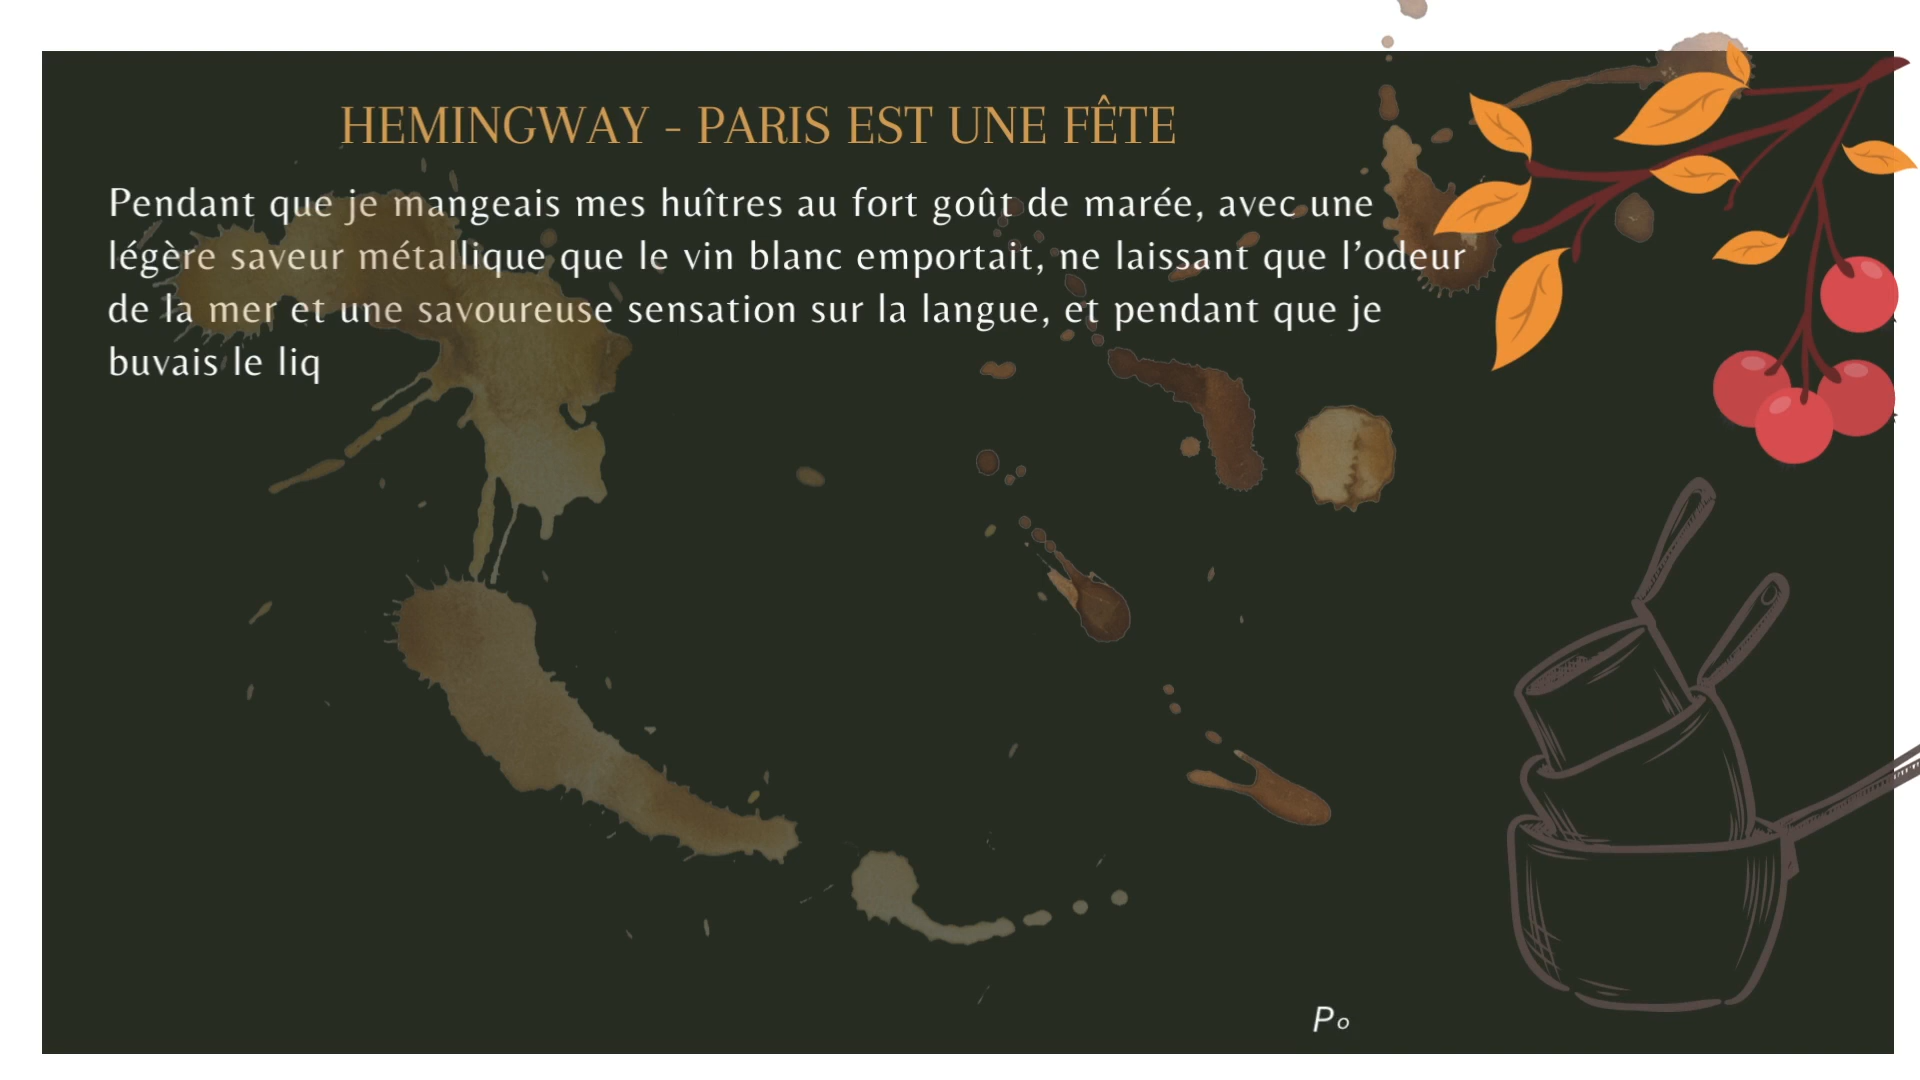 HEMINGWAY - PARIS EST UNE FÊTE
Pendant que je mangeais mes huîtres au fort goût de marée, avec une
légère saveur métallique que le vin blanc emportait, ne laissant que l’odeur
de la mer et une savoureuse sensation sur la langue, et pendant que je
buvais le liq
Po